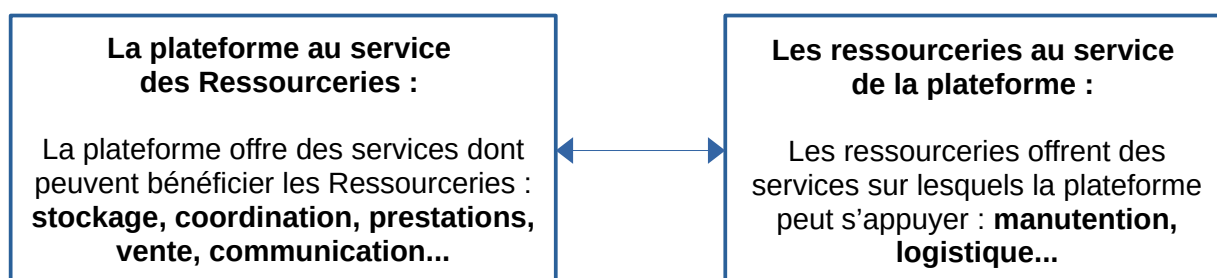 La plateforme au service
des Ressourceries :
La plateforme offre des services dont
peuvent bénéficier les Ressourceries :
stockage, coordination, prestations,
vente, communication...
Les ressourceries au service
de la plateforme :
Les ressourceries offrent des
services sur lesquels la plateforme
peut s’appuyer : manutention,
logistique...